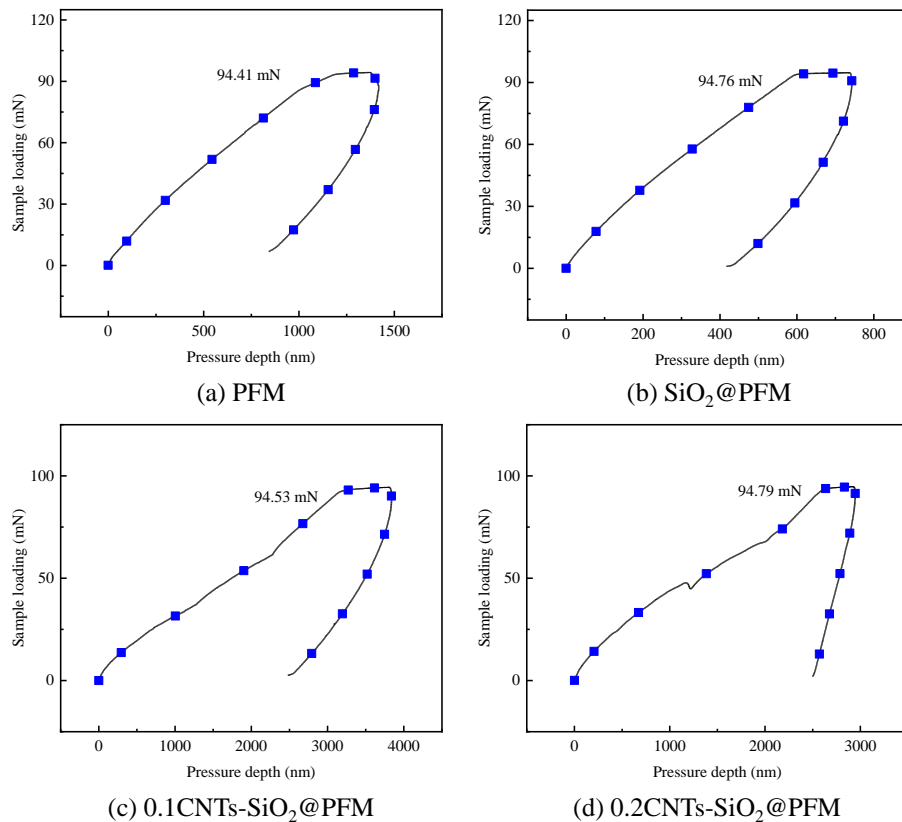 120
90
60
30
0
Sample loading (mN)
94.41 mN
0
500
1000
1500
Pressure depth (nm)
(a) PFM
120
90
60
30
0
Sample loading (mN)
94.76 mN
0
200
400
600
800
Pressure depth (nm)
(b) SiO₂@PFM
100
50
0
Sample loading (mN)
94.53 mN
0
1000
2000
3000
4000
Pressure depth (nm)
(c) 0.1CNTs-SiO₂@PFM
100
50
0
Sample loading (mN)
94.79 mN
0
1000
2000
3000
Pressure depth (nm)
(d) 0.2CNTs-SiO₂@PFM